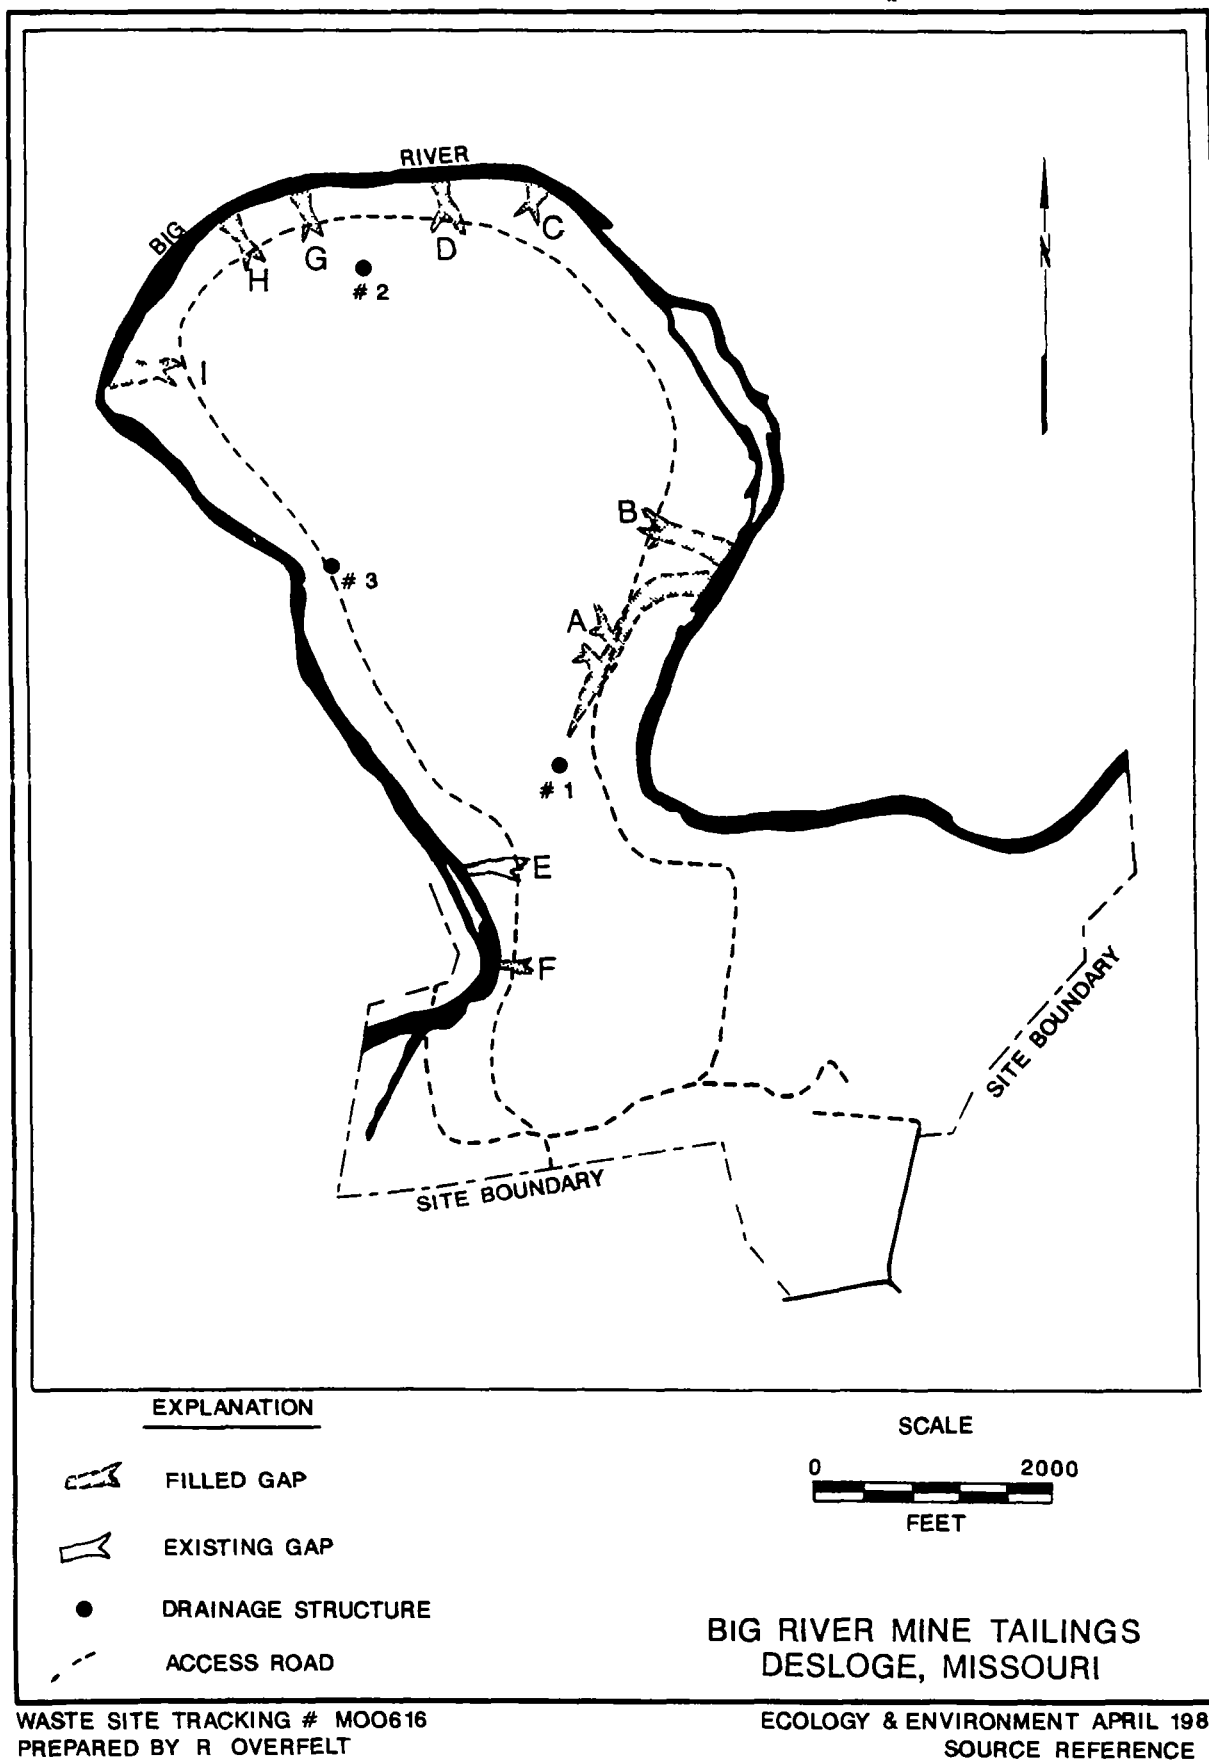 RIVER
BIG
C
D
G
H
N
# 2
I
B
# 3
A
# 1
E
F
SITE BOUNDARY
SITE BOUNDARY
EXPLANATION
FILLED GAP
EXISTING GAP
DRAINAGE STRUCTURE
ACCESS ROAD
SCALE
0 2000
FEET
BIG RIVER MINE TAILINGS
DESLOGE, MISSOURI
WASTE SITE TRACKING # MOO616
PREPARED BY R OVERFELT
ECOLOGY & ENVIRONMENT APRIL 198
SOURCE REFERENCE